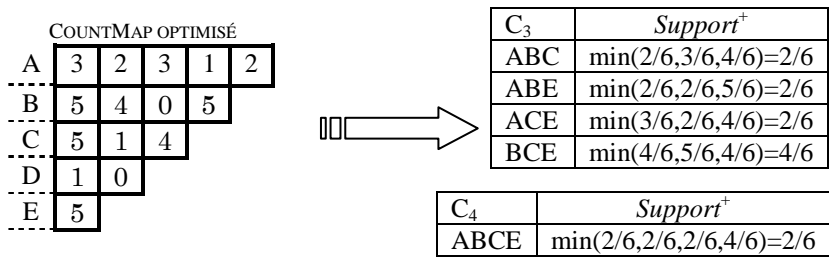 COUNTMAP OPTIMISÉ
A 3 2 3 1 2
B 5 4 0 5
C 5 1 4
D 1 0
E 5
C₃ Support⁺
ABC min(2/6,3/6,4/6)=2/6
ABE min(2/6,2/6,5/6)=2/6
ACE min(3/6,2/6,4/6)=2/6
BCE min(4/6,5/6,4/6)=4/6
C₄ Support⁺
ABCE min(2/6,2/6,2/6,4/6)=2/6